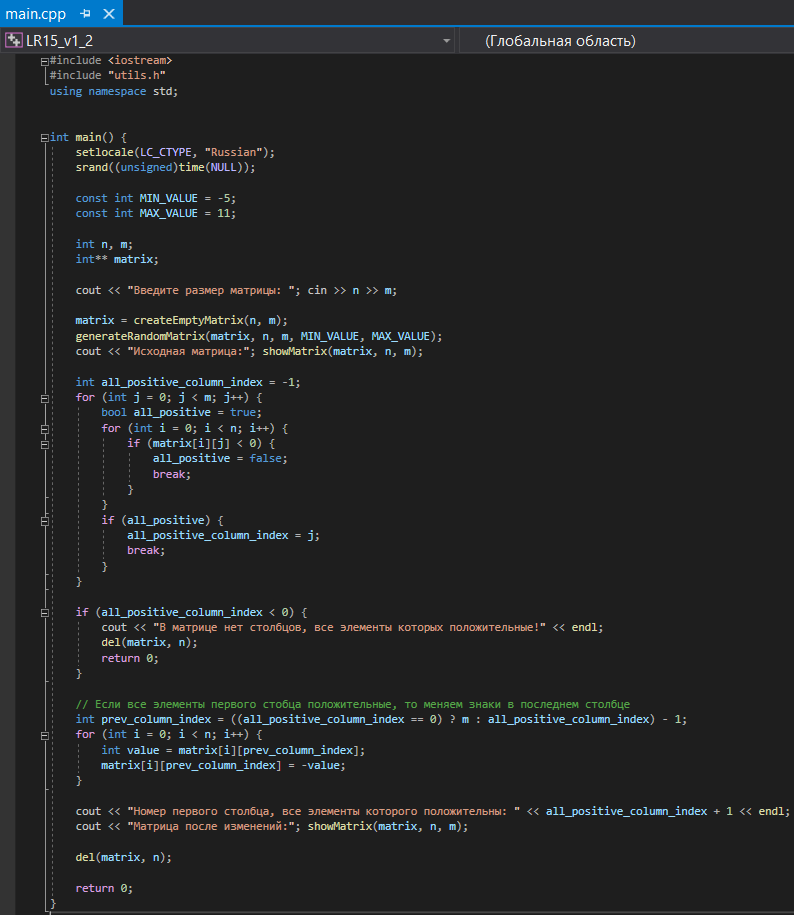 main.cpp
LR15_v1_2 (Глобальная область)
#include <iostream>
#include "utils.h"
using namespace std;
int main() {
setlocale(LC_CTYPE, "Russian");
srand((unsigned)time(NULL));
const int MIN_VALUE = -5;
const int MAX_VALUE = 11;
int n, m;
int** matrix;
cout << "Введите размер матрицы: "; cin >> n >> m;
matrix = createEmptyMatrix(n, m);
generateRandomMatrix(matrix, n, m, MIN_VALUE, MAX_VALUE);
cout << "Исходная матрица:"; showMatrix(matrix, n, m);
int all_positive_column_index = -1;
for (int j = 0; j < m; j++) {
bool all_positive = true;
for (int i = 0; i < n; i++) {
if (matrix[i][j] < 0) {
all_positive = false;
break;
}
}
if (all_positive) {
all_positive_column_index = j;
break;
}
}
if (all_positive_column_index < 0) {
cout << "В матрице нет столбцов, все элементы которых положительные!" << endl;
del(matrix, n);
return 0;
}
// Если все элементы первого стобца положительные, то меняем знаки в последнем столбце
int prev_column_index = ((all_positive_column_index == 0) ? m : all_positive_column_index) - 1;
for (int i = 0; i < n; i++) {
int value = matrix[i][prev_column_index];
matrix[i][prev_column_index] = -value;
}
cout << "Номер первого столбца, все элементы которого положительны: " << all_positive_column_index + 1 << endl;
cout << "Матрица после изменений:"; showMatrix(matrix, n, m);
del(matrix, n);
return 0;
}